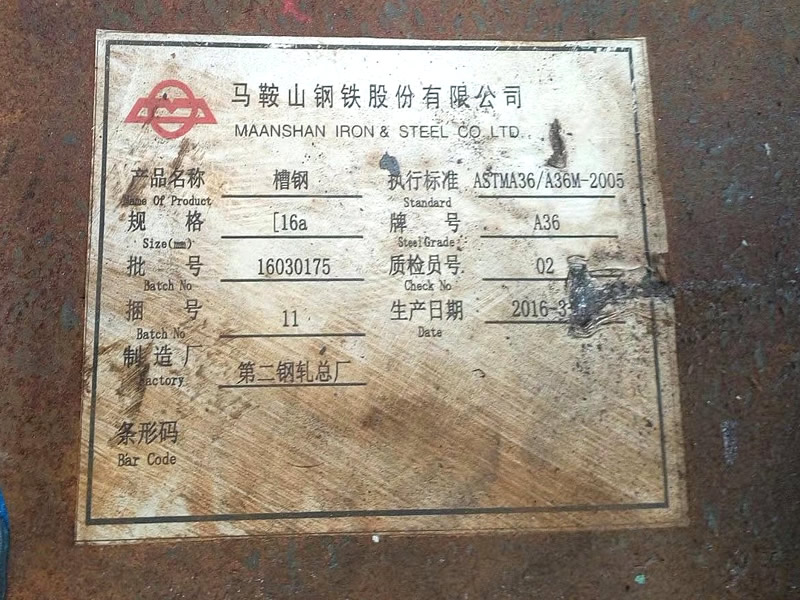 马鞍山钢铁股份有限公司
MAANSHAN IRON & STEEL CO. LTD.
产品名称 槽钢 执行标准 ASTMA36/A36M-2005
Name Of Product Standard
规 格 [16a 牌 号 A36
Size(mm) Steel Grade
批 号 16030175 质检员号 02
Batch No Check No
捆 号 11 生产日期 2016-3
Batch No Date
制 造 厂 第二钢轧总厂
Factory
条形码
Bar Code